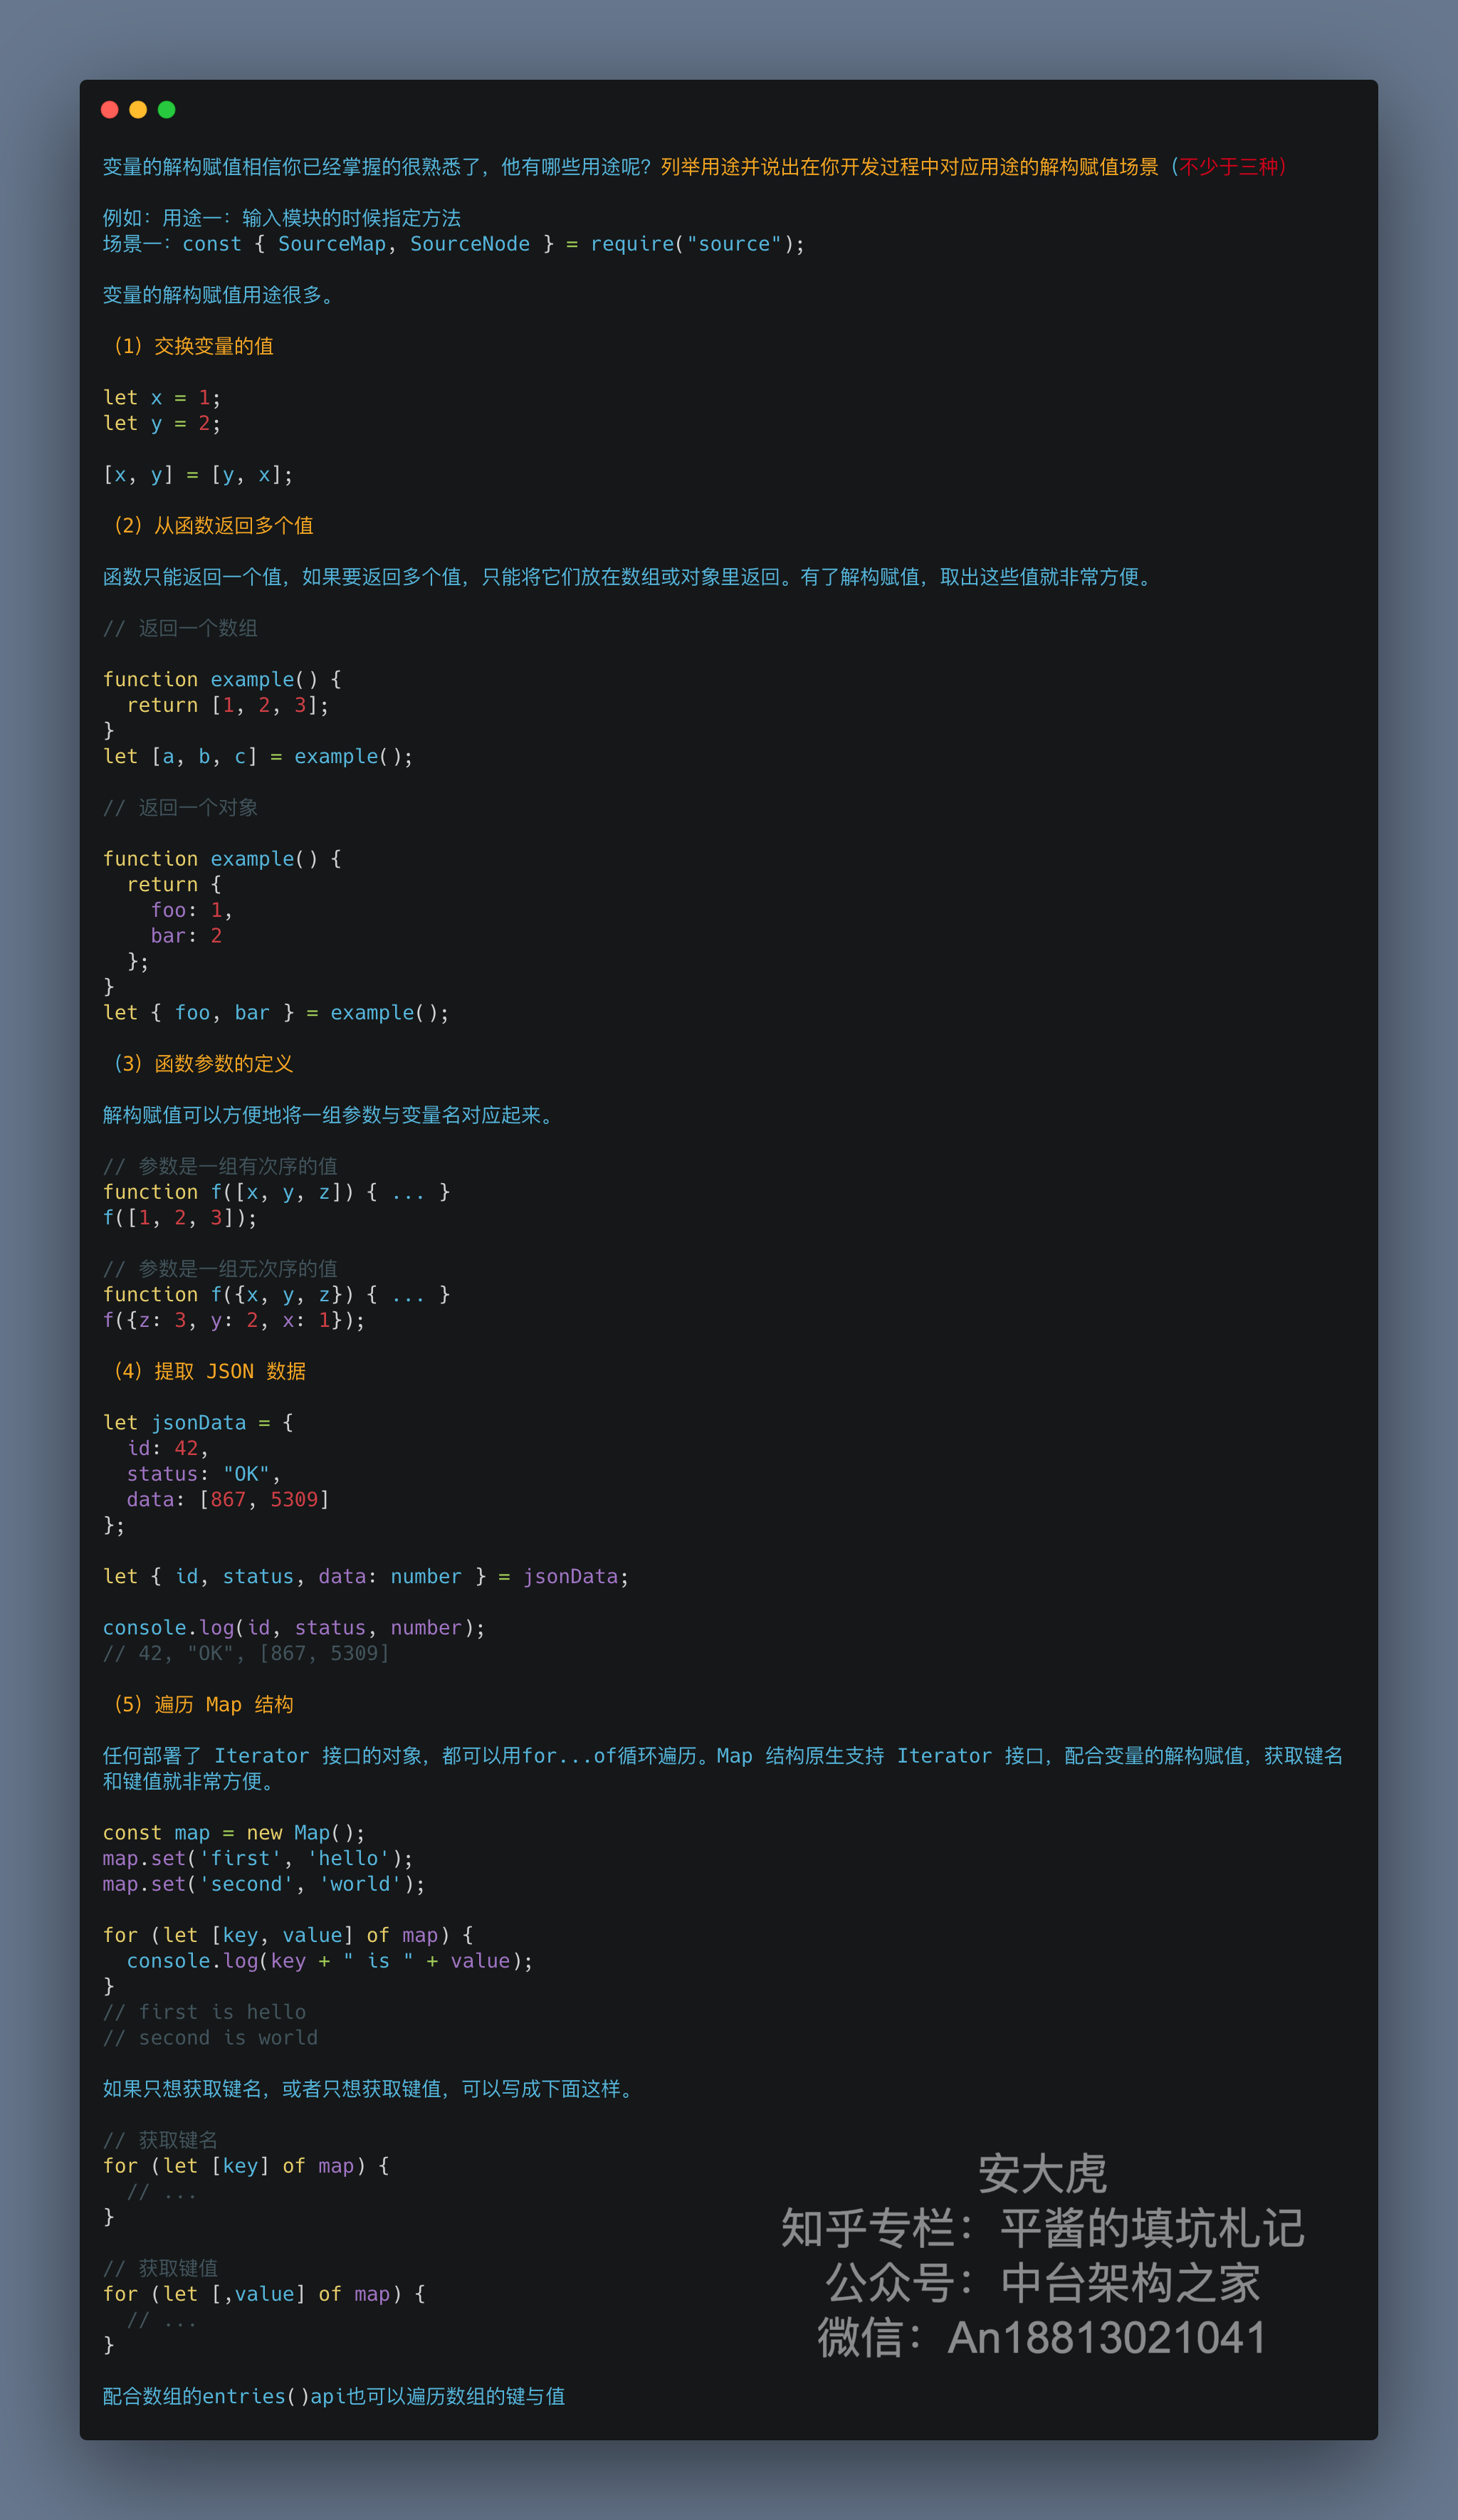 变量的解构赋值相信你已经掌握的很熟悉了，他有哪些用途呢？列举用途并说出在你开发过程中对应用途的解构赋值场景（不少于三种）
例如：用途一：输入模块的时候指定方法
场景一：const { SourceMap, SourceNode } = require("source");
变量的解构赋值用途很多。
（1）交换变量的值
let x = 1;
let y = 2;
[x, y] = [y, x];
（2）从函数返回多个值
函数只能返回一个值，如果要返回多个值，只能将它们放在数组或对象里返回。有了解构赋值，取出这些值就非常方便。
// 返回一个数组
function example() {
  return [1, 2, 3];
}
let [a, b, c] = example();
// 返回一个对象
function example() {
  return {
    foo: 1,
    bar: 2
  };
}
let { foo, bar } = example();
（3）函数参数的定义
解构赋值可以方便地将一组参数与变量名对应起来。
// 参数是一组有次序的值
function f([x, y, z]) { ... }
f([1, 2, 3]);
// 参数是一组无次序的值
function f({x, y, z}) { ... }
f({z: 3, y: 2, x: 1});
（4）提取 JSON 数据
let jsonData = {
  id: 42,
  status: "OK",
  data: [867, 5309]
};
let { id, status, data: number } = jsonData;
console.log(id, status, number);
// 42, "OK", [867, 5309]
（5）遍历 Map 结构
任何部署了 Iterator 接口的对象，都可以用for...of循环遍历。Map 结构原生支持 Iterator 接口，配合变量的解构赋值，获取键名
和键值就非常方便。
const map = new Map();
map.set('first', 'hello');
map.set('second', 'world');
for (let [key, value] of map) {
  console.log(key + " is " + value);
}
// first is hello
// second is world
如果只想获取键名，或者只想获取键值，可以写成下面这样。
// 获取键名
for (let [key] of map) {
  // ...
}
// 获取键值
for (let [,value] of map) {
  // ...
}
配合数组的entries()api也可以遍历数组的键与值
安大虎
知乎专栏：平酱的填坑札记
公众号：中台架构之家
微信：An18813021041